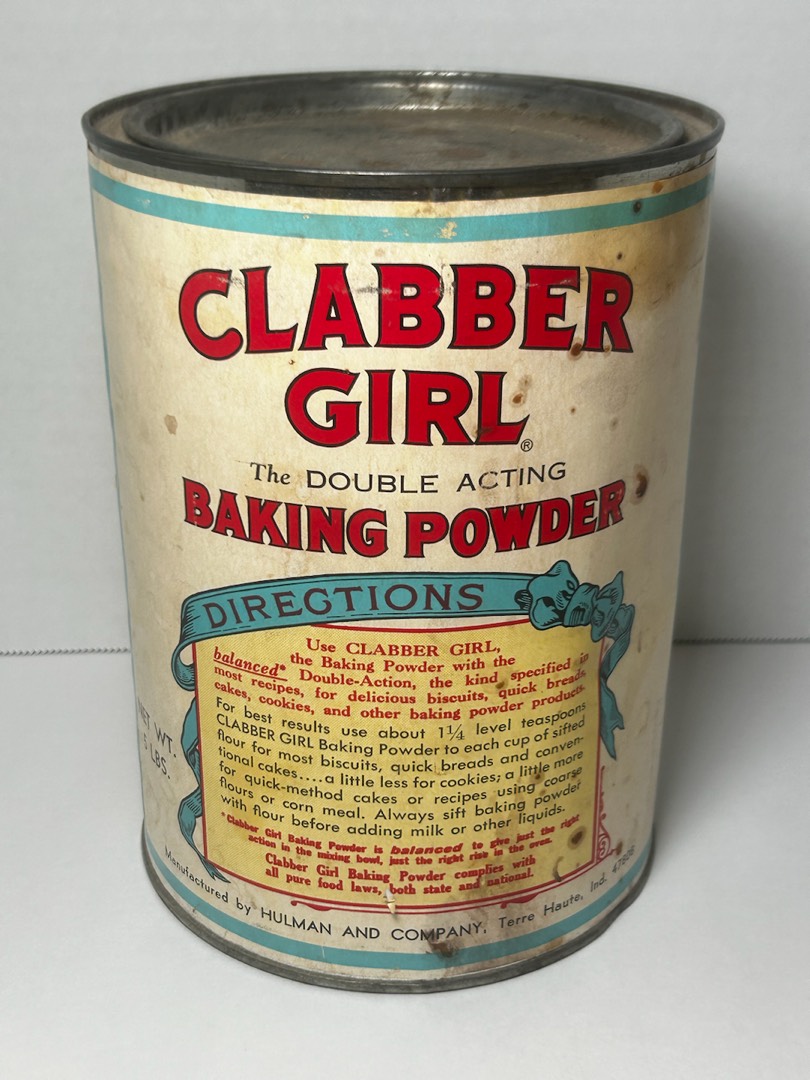 CLABBER
GIRL®
The DOUBLE ACTING
BAKING POWDER
DIRECTIONS
Use CLABBER GIRL,
the Baking Powder with the
balanced* Double-Action, the kind specified in
most recipes, for delicious biscuits, quick breads,
cakes, cookies, and other baking powder products.
For best results use about 1¼ level teaspoons
CLABBER GIRL Baking Powder to each cup of sifted
flour for most biscuits, quick breads and conven-
tional cakes....a little less for cookies; a little more
for quick-method cakes or recipes using coarse
flours or corn meal. Always sift baking powder
with flour before adding milk or other liquids.
*Clabber Girl Baking Powder is balanced to give just the right
action in the mixing bowl, just the right rise in the oven.
Clabber Girl Baking Powder complies with
all pure food laws, both state and national.
NET WT.
5 LBS.
Manufactured by HULMAN AND COMPANY, Terre Haute, Ind. 47808